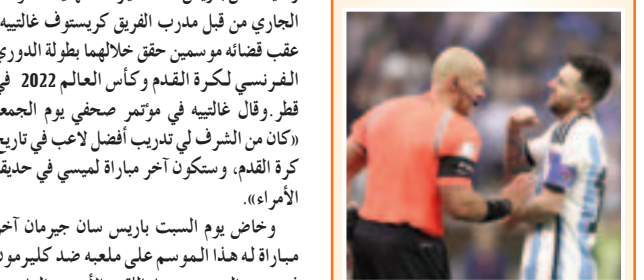 الجاري من قبل مدرب الفريق كريستوف غالتييه
عقب قضائه موسمين حقق خلالهما بطولة الدوري
الفرنسي لكرة القدم وكأس العالم 2022 في
قطر.وقال غالتييه في مؤتمر صحفي يوم الجمعة
«كان من الشرف لي تدريب أفضل لاعب في تاريخ
كرة القدم، وستكون آخر مباراة لميسي في حديقة
الأمراء».
وخاض يوم السبت باريس سان جيرمان آخر
مباراة له هذا الموسم على ملعبه ضد كليرمون